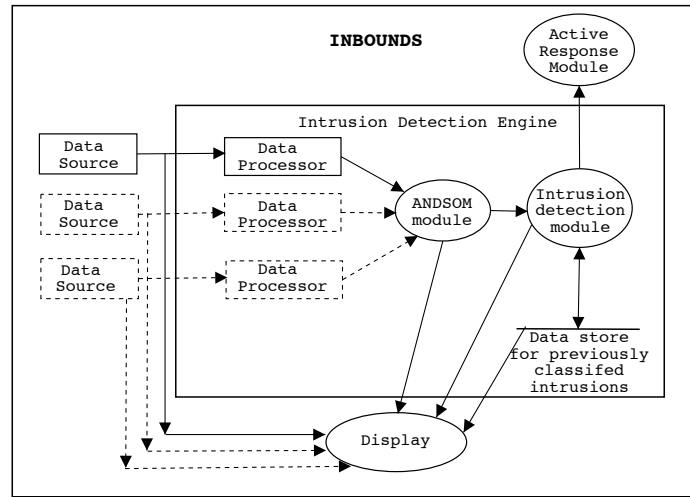 INBOUNDS
Active
Response
Module
Intrusion Detection Engine
Data
Source
Data
Processor
Data
Source
Data
Processor
ANDSOM
module
Intrusion
detection
module
Data
Source
Data
Processor
Data store
for previously
classifed
intrusions
Display